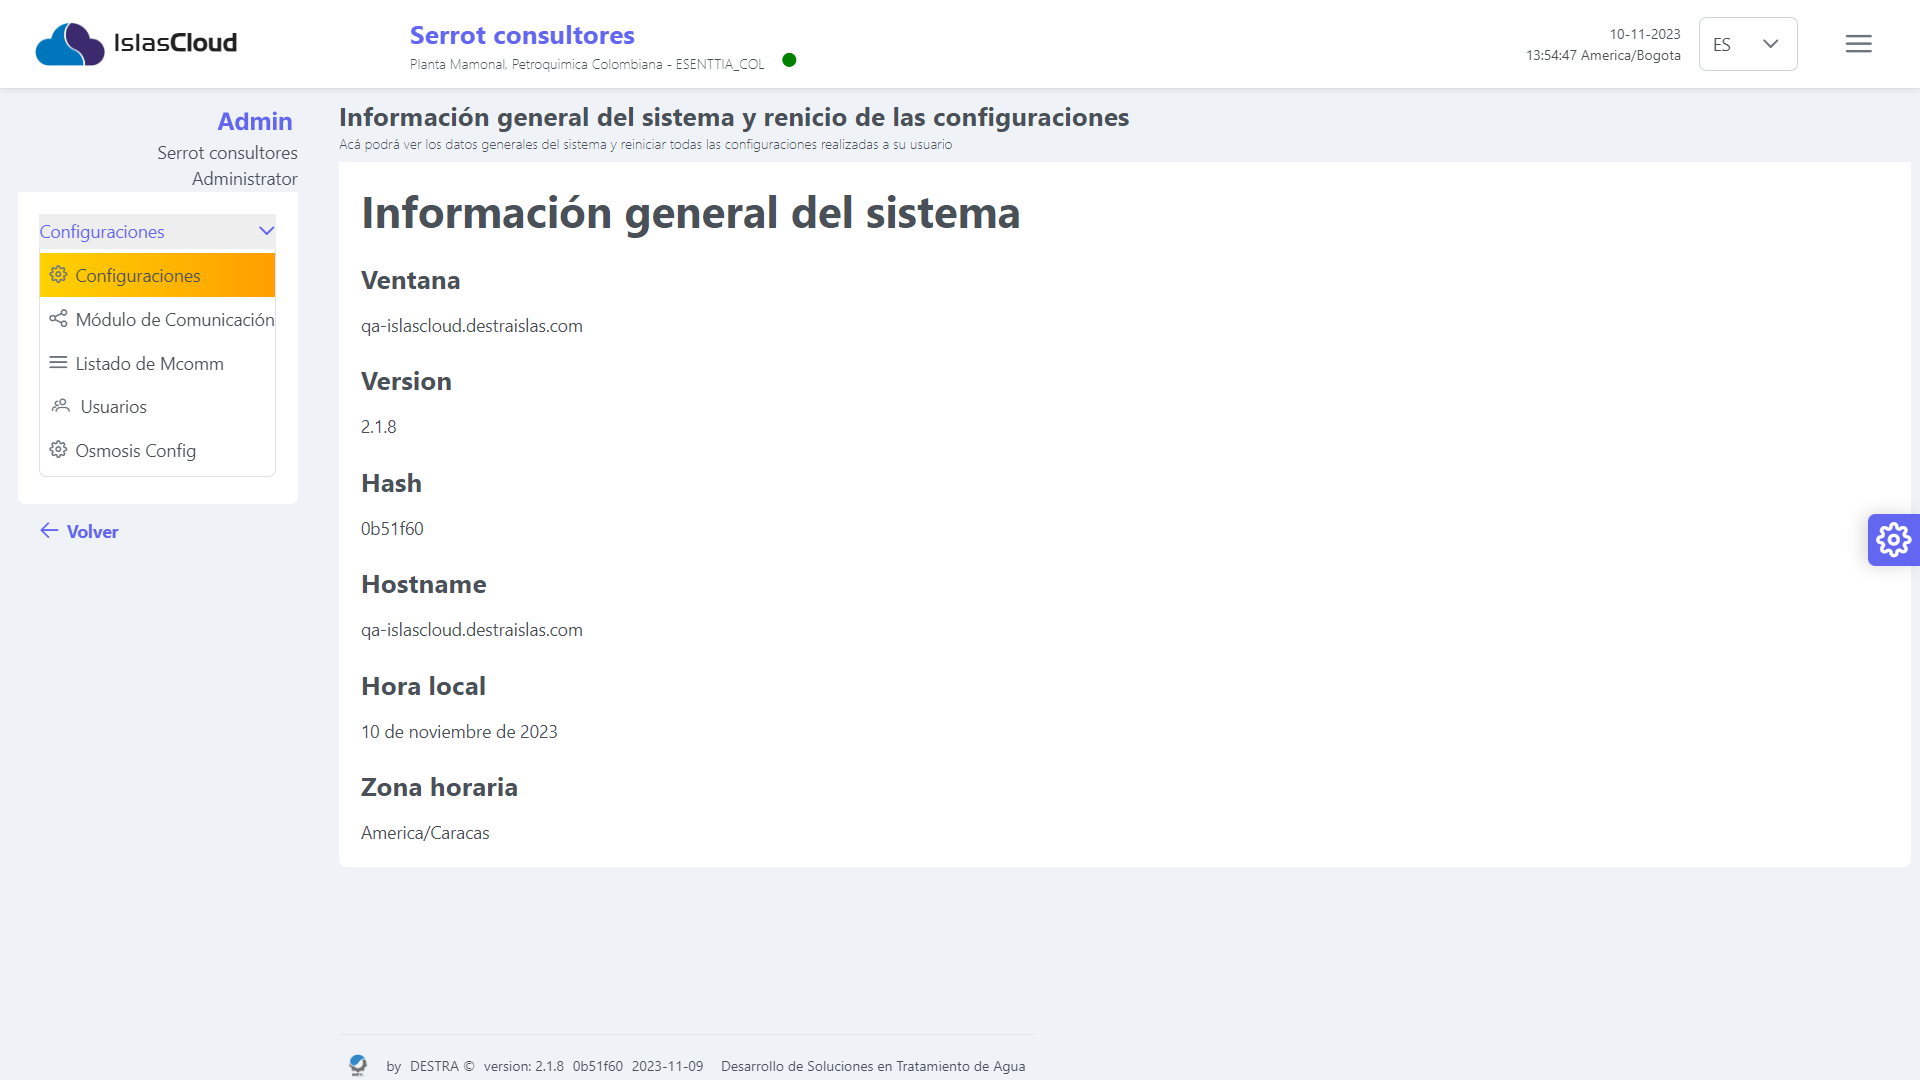 IslasCloud
Serrot consultores
Planta Mamonal, Petroquimica Colombiana - ESENTTIA_COL
10-11-2023
13:54:47 America/Bogota
ES
Admin
Serrot consultores
Administrator
Configuraciones
Configuraciones
Módulo de Comunicación
Listado de Mcomm
Usuarios
Osmosis Config
Volver
Información general del sistema y renicio de las configuraciones
Acá podrá ver los datos generales del sistema y reiniciar todas las configuraciones realizadas a su usuario
Información general del sistema
Ventana
qa-islascloud.destraislas.com
Version
2.1.8
Hash
0b51f60
Hostname
qa-islascloud.destraislas.com
Hora local
10 de noviembre de 2023
Zona horaria
America/Caracas
by DESTRA © version: 2.1.8 0b51f60 2023-11-09 Desarrollo de Soluciones en Tratamiento de Agua